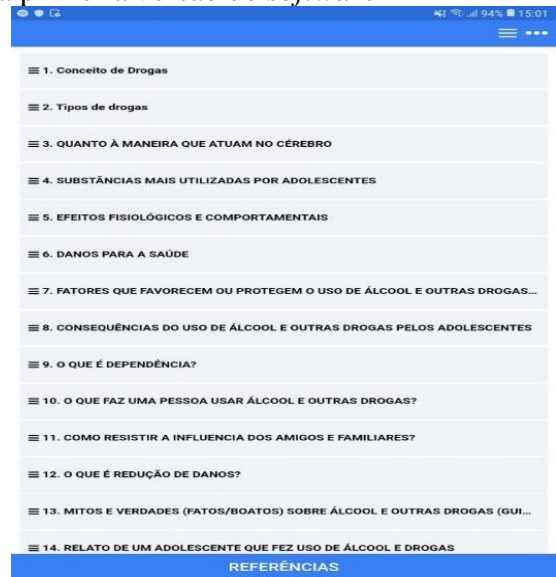 94% 15:01
≡ 1. Conceito de Drogas
≡ 2. Tipos de drogas
≡ 3. QUANTO À MANEIRA QUE ATUAM NO CÉREBRO
≡ 4. SUBSTÂNCIAS MAIS UTILIZADAS POR ADOLESCENTES
≡ 5. EFEITOS FISIOLÓGICOS E COMPORTAMENTAIS
≡ 6. DANOS PARA A SAÚDE
≡ 7. FATORES QUE FAVORECEM OU PROTEGEM O USO DE ÁLCOOL E OUTRAS DROGAS...
≡ 8. CONSEQUÊNCIAS DO USO DE ÁLCOOL E OUTRAS DROGAS PELOS ADOLESCENTES
≡ 9. O QUE É DEPENDÊNCIA?
≡ 10. O QUE FAZ UMA PESSOA USAR ÁLCOOL E OUTRAS DROGAS?
≡ 11. COMO RESISTIR A INFLUENCIA DOS AMIGOS E FAMILIARES?
≡ 12. O QUE É REDUÇÃO DE DANOS?
≡ 13. MITOS E VERDADES (FATOS/BOATOS) SOBRE ÁLCOOL E OUTRAS DROGAS (GUI...
≡ 14. RELATO DE UM ADOLESCENTE QUE FEZ USO DE ÁLCOOL E DROGAS
REFERÊNCIAS